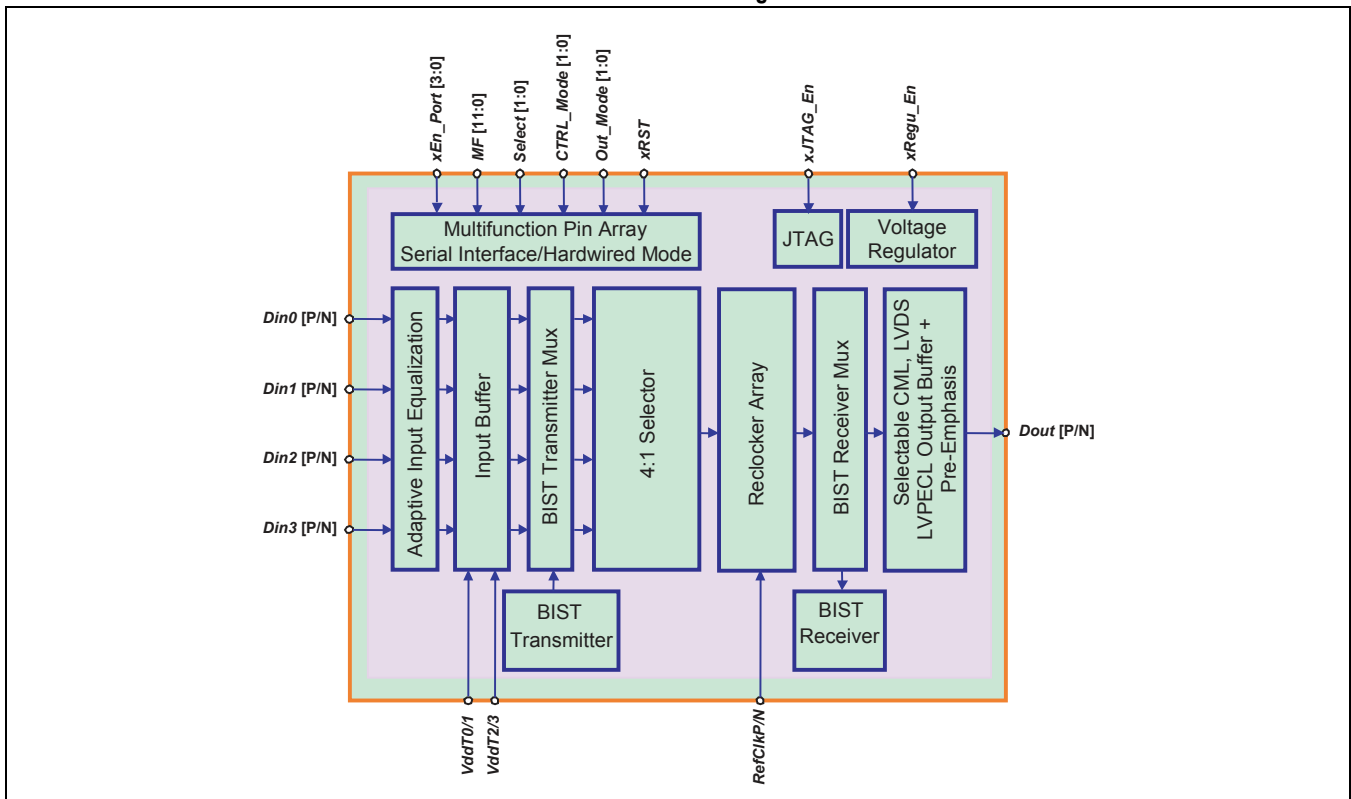 xEn_Port [3:0]
MF [11:0]
Select [1:0]
CTRL_Mode [1:0]
Out_Mode [1:0]
xRST
xJTAG_En
xRegu_En
Multifunction Pin Array
Serial Interface/Hardwired Mode
JTAG
Voltage
Regulator
Din0 [P/N]
Din1 [P/N]
Din2 [P/N]
Din3 [P/N]
Adaptive Input Equalization
Input Buffer
BIST Transmitter Mux
4:1 Selector
Reclocker Array
BIST Receiver Mux
Selectable CML, LVDS
LVPECL Output Buffer +
Pre-Emphasis
Dout [P/N]
BIST
Transmitter
BIST
Receiver
VddT0/1
VddT2/3
RefClkP/N